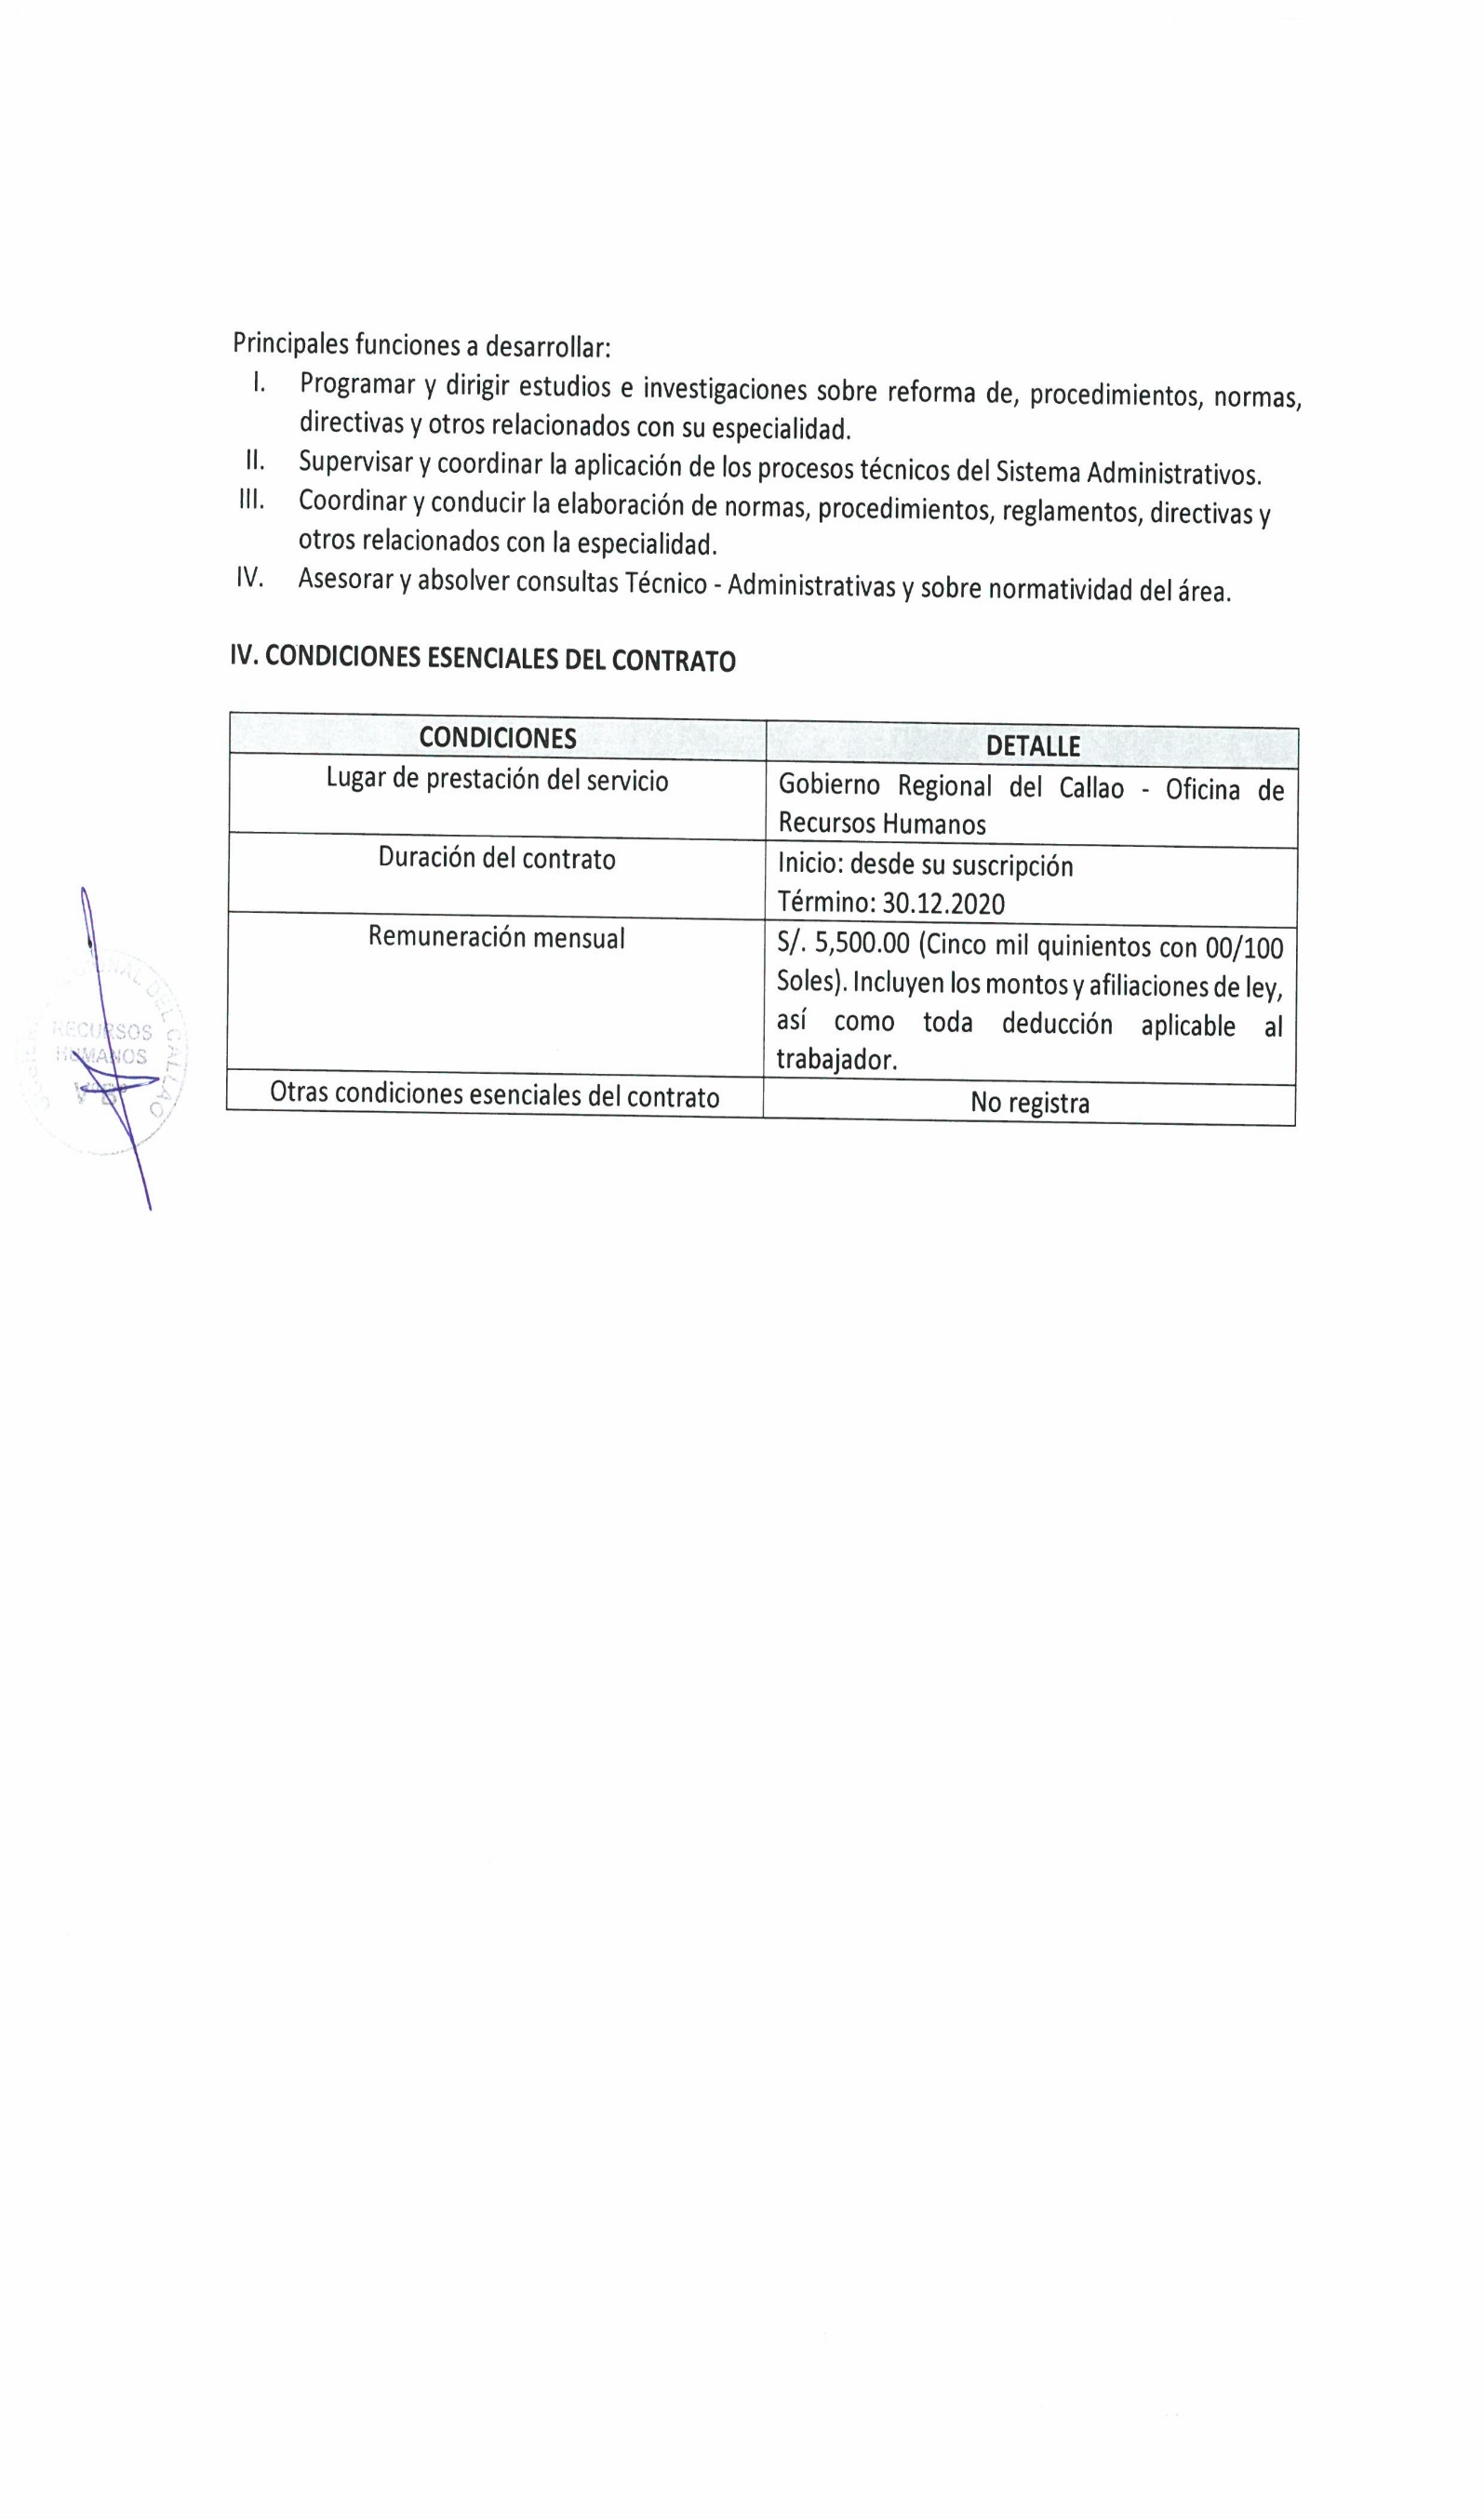 Principales funciones a desarrollar:
I. Programar y dirigir estudios e investigaciones sobre reforma de, procedimientos, normas,
directivas y otros relacionados con su especialidad.
II. Supervisar y coordinar la aplicación de los procesos técnicos del Sistema Administrativos.
III. Coordinar y conducir la elaboración de normas, procedimientos, reglamentos, directivas y
otros relacionados con la especialidad.
IV. Asesorar y absolver consultas Técnico - Administrativas y sobre normatividad del área.
IV. CONDICIONES ESENCIALES DEL CONTRATO
CONDICIONES DETALLE
Lugar de prestación del servicio Gobierno Regional del Callao - Oficina de
Recursos Humanos
Duración del contrato Inicio: desde su suscripción
Término: 30.12.2020
Remuneración mensual S/. 5,500.00 (Cinco mil quinientos con 00/100
Soles). Incluyen los montos y afiliaciones de ley,
así como toda deducción aplicable al
trabajador.
Otras condiciones esenciales del contrato No registra
DEL CALLAO
RECURSOS
HUMANOS